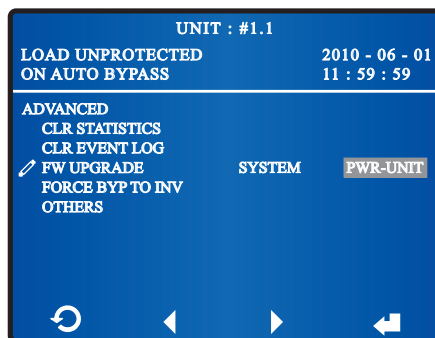 UNIT : #1.1
LOAD UNPROTECTED 2010 - 06 - 01
ON AUTO BYPASS 11 : 59 : 59
ADVANCED
CLR STATISTICS
CLR EVENT LOG
FW UPGRADE SYSTEM PWR-UNIT
FORCE BYP TO INV
OTHERS